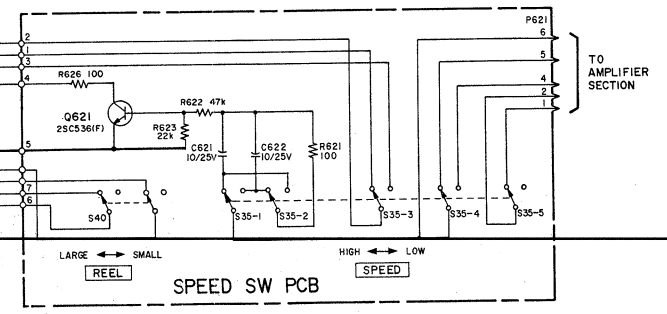 P621
2
1
3
4
6
5
4
2
1
TO
AMPLIFIER
SECTION
R626 100
R622 47k
Q621
2SC536(F)
R623
22k
C621
10/25V
C622
10/25V
R621
100
5
7
6
S40
S35-1
S35-2
S35-3
S35-4
S35-5
LARGE ↔ SMALL
REEL
HIGH ↔ LOW
SPEED
SPEED SW PCB